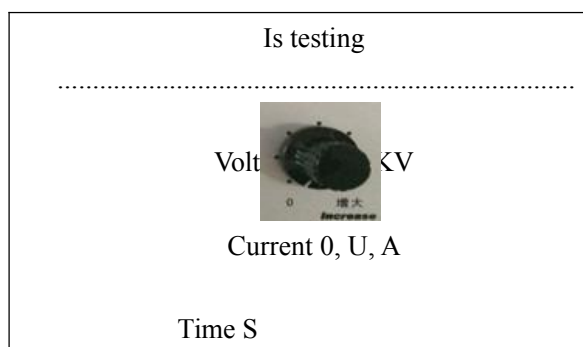 Is testing
................................................................................
Volt KV
0 增大
Increase
Current 0, U, A
Time S